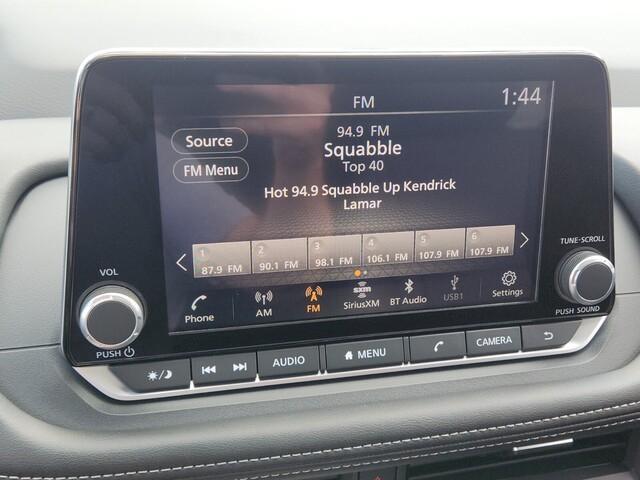 FM
1:44
Source
FM Menu
94.9 FM
Squabble
Top 40
Hot 94.9 Squabble Up Kendrick
Lamar
1 2 3 4 5 6
87.9 FM 90.1 FM 98.1 FM 106.1 FM 107.9 FM 107.9 FM
Phone AM FM SiriusXM BT Audio USB1 Settings
sxm
VOL
PUSH
TUNE·SCROLL
PUSH SOUND
AUDIO
MENU
CAMERA